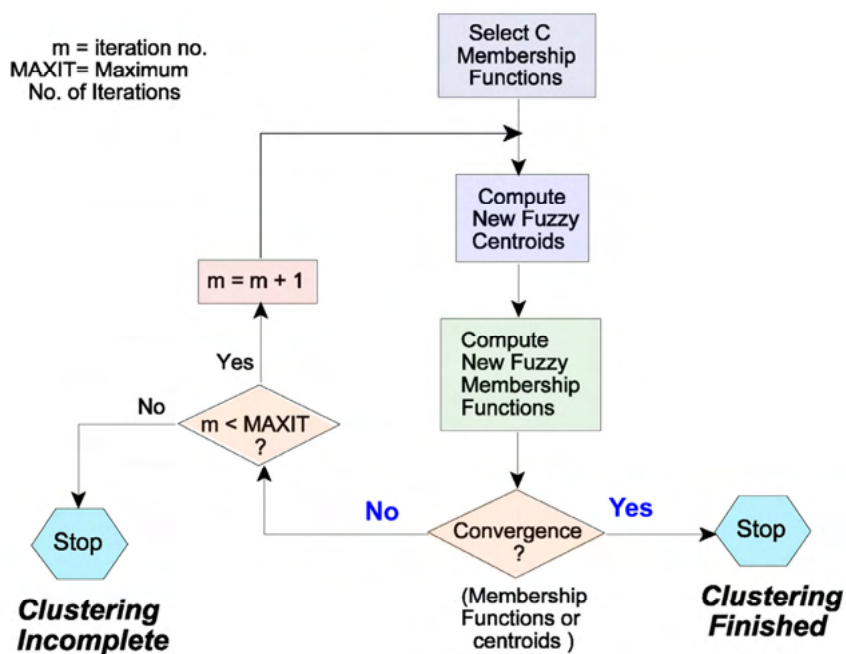 m = iteration no.
MAXIT= Maximum
No. of Iterations
Select C
Membership
Functions
Compute
New Fuzzy
Centroids
m = m + 1
Compute
New Fuzzy
Membership
Functions
Yes
No
m < MAXIT
?
No
Yes
Convergence
?
Stop
Stop
(Membership
Functions or
centroids )
Clustering
Incomplete
Clustering
Finished